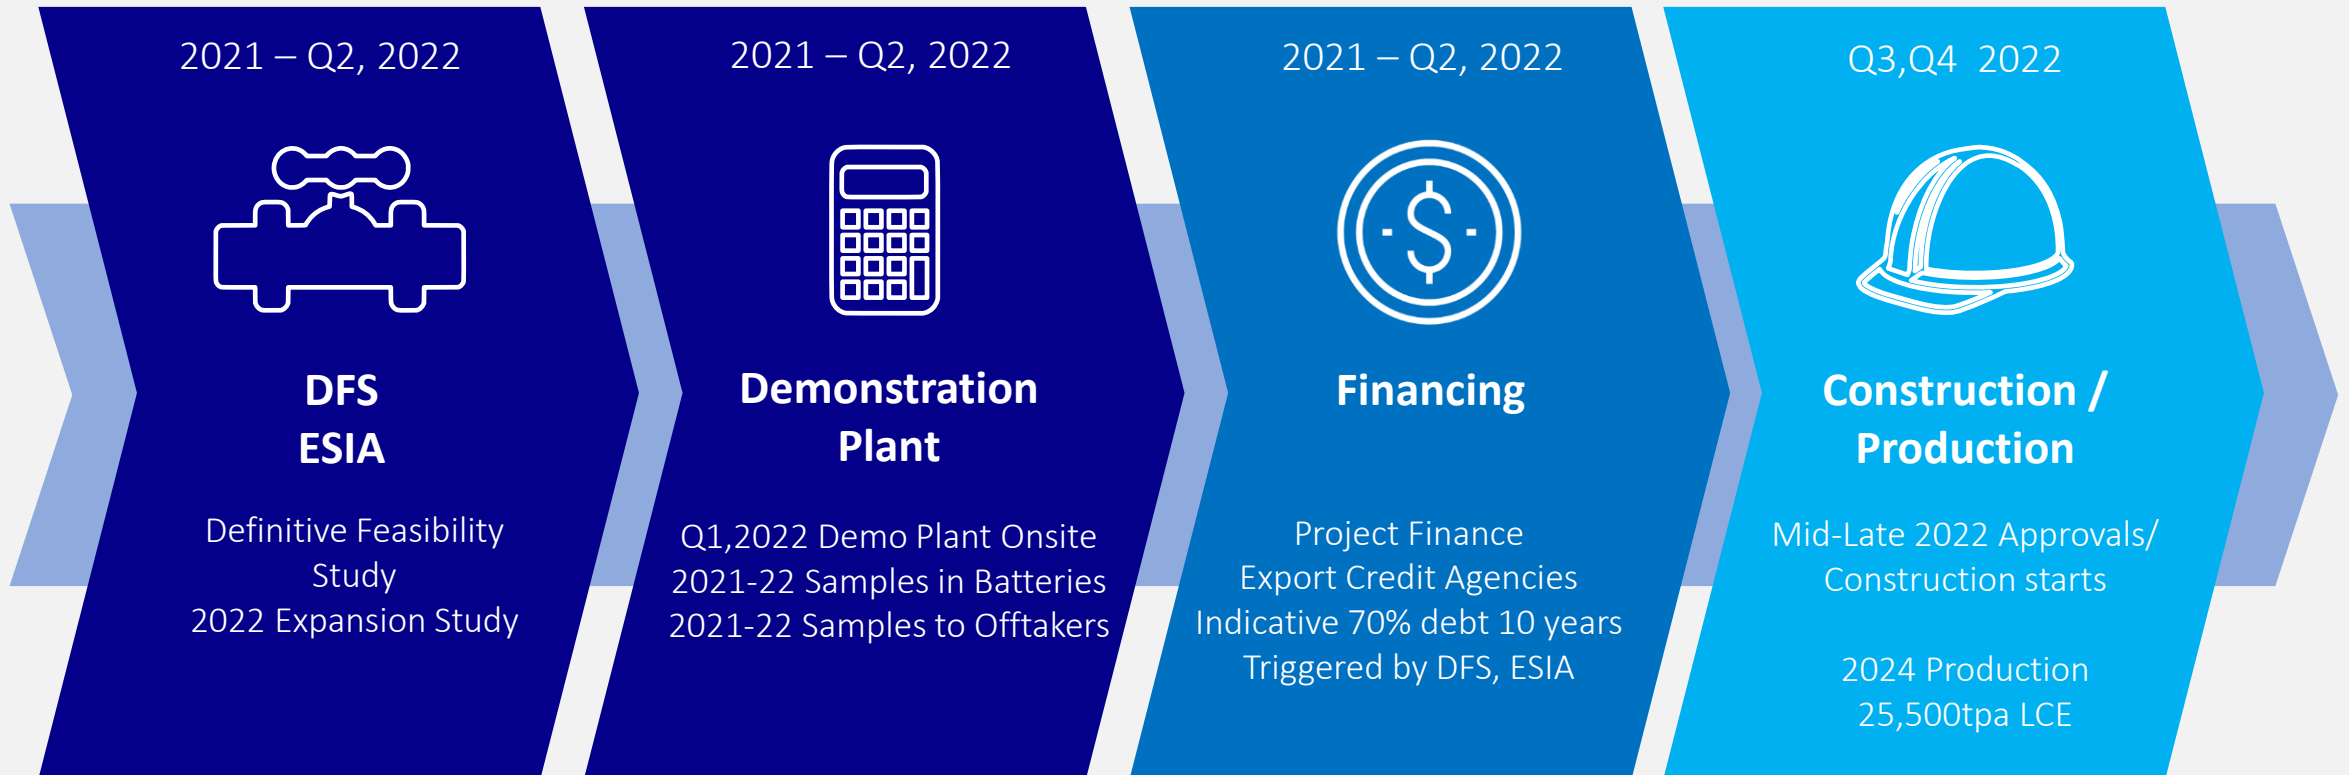 2021 – Q2, 2022
DFS
ESIA
Definitive Feasibility
Study
2022 Expansion Study
2021 – Q2, 2022
Demonstration
Plant
Q1,2022 Demo Plant Onsite
2021-22 Samples in Batteries
2021-22 Samples to Offtakers
2021 – Q2, 2022
$
Financing
Project Finance
Export Credit Agencies
Indicative 70% debt 10 years
Triggered by DFS, ESIA
Q3,Q4 2022
Construction /
Production
Mid-Late 2022 Approvals/
Construction starts
2024 Production
25,500tpa LCE